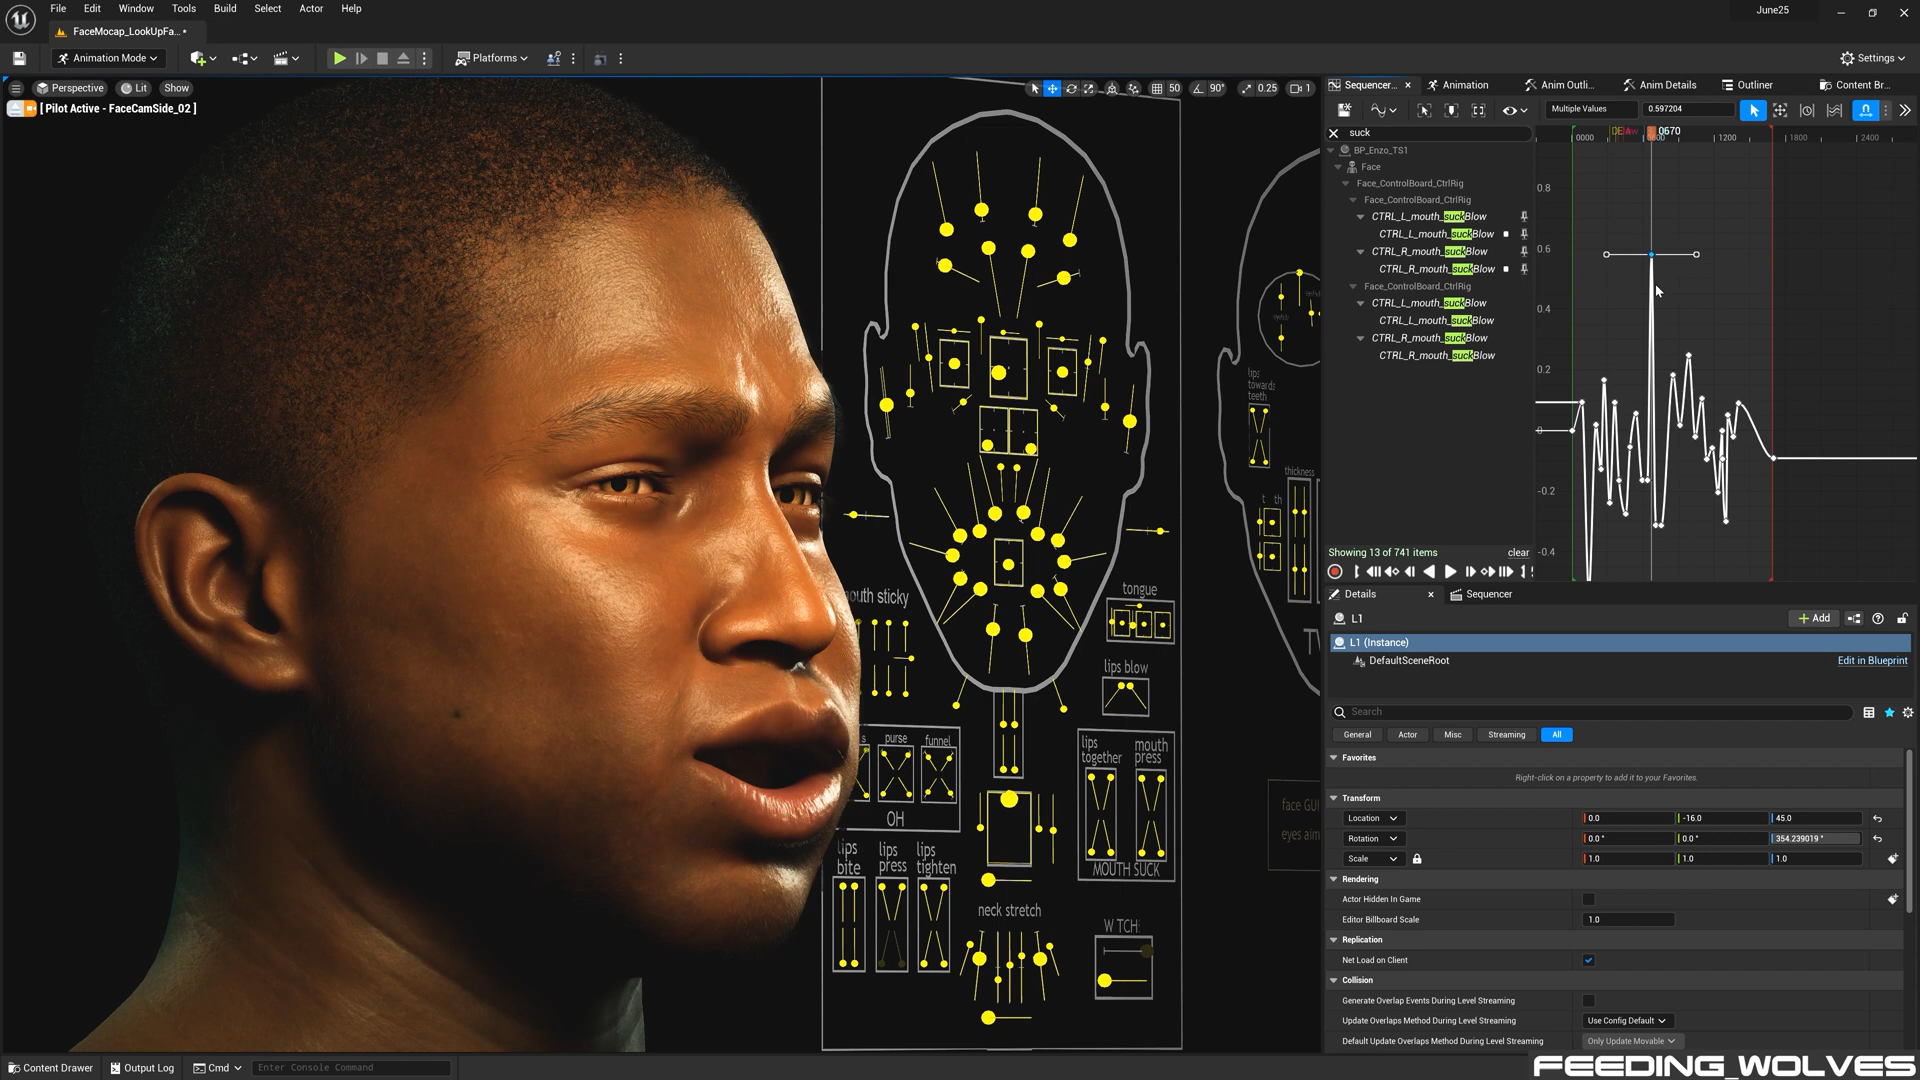 File Edit Window Tools Build Select Actor Help
June25
FaceMocap_LookUpFa...*
Animation Mode
Platforms
Settings
Perspective Lit Show
50 90° 0.25 1
[ Pilot Active - FaceCamSide_02 ]
mouth sticky
tongue
lips blow
purse funnel
OH
lips together
mouth press
MOUTH SUCK
lips bite
lips press
lips tighten
neck stretch
lips towards teeth
thickness
face GUI
eyes aim
Sequencer... Animation Anim Outli... Anim Details Outliner Content Br...
Multiple Values 0.597204
suck
0000 0670 1200 1800 2400
BP_Enzo_TS1
Face
Face_ControlBoard_CtrlRig
Face_ControlBoard_CtrlRig
CTRL_L_mouth_suckBlow
CTRL_L_mouth_suckBlow
CTRL_R_mouth_suckBlow
CTRL_R_mouth_suckBlow
Face_ControlBoard_CtrlRig
CTRL_L_mouth_suckBlow
CTRL_L_mouth_suckBlow
CTRL_R_mouth_suckBlow
CTRL_R_mouth_suckBlow
0.8
0.6
0.4
0.2
0
-0.2
-0.4
Showing 13 of 741 items clear
Details Sequencer
L1
Add
L1 (Instance)
DefaultSceneRoot Edit in Blueprint
Search
General Actor Misc Streaming All
Favorites
Right-click on a property to add it to your Favorites.
Transform
Location 0.0 -16.0 45.0
Rotation 0.0° 0.0° 354.239019°
Scale 1.0 1.0 1.0
Rendering
Actor Hidden In Game
Editor Billboard Scale 1.0
Replication
Net Load on Client
Collision
Generate Overlap Events During Level Streaming
Update Overlaps Method During Level Streaming Use Config Default
Default Update Overlaps Method During Level Streaming Only Update Movable
Content Drawer Output Log Cmd Enter Console Command
FEEDING_WOLVES